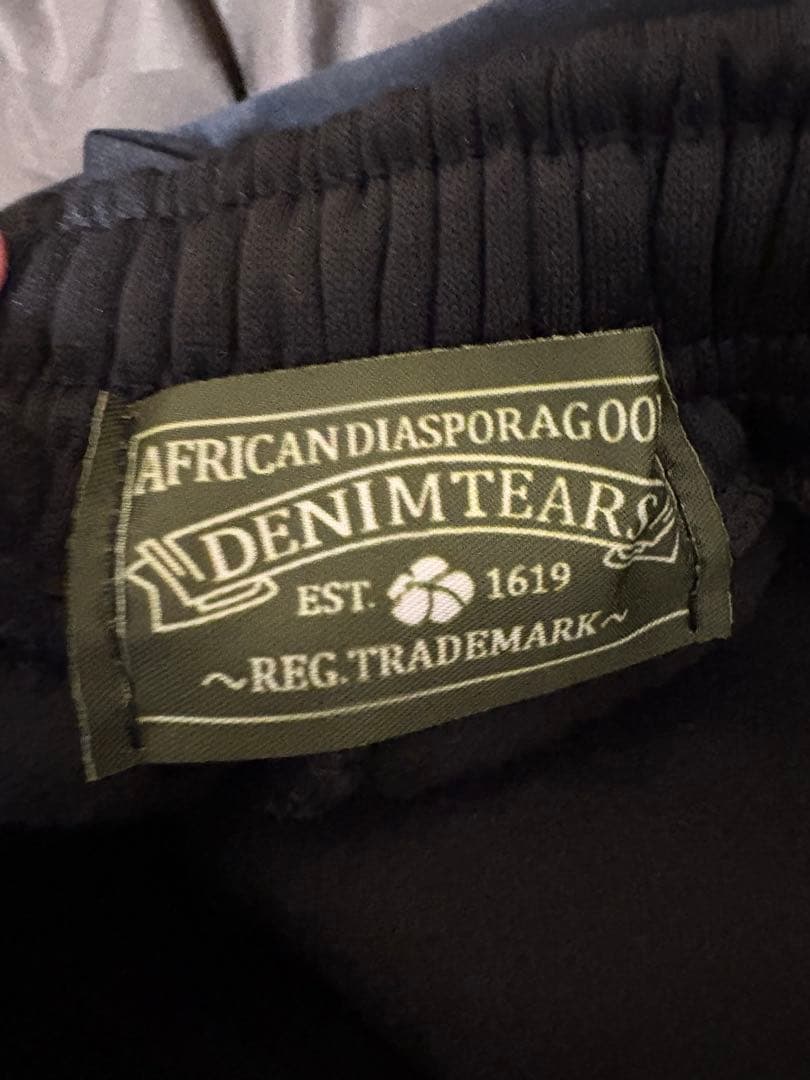 AFRICANDIASPORAGOO
DENIMTEARS
EST. 1619
~REG.TRADEMARK~